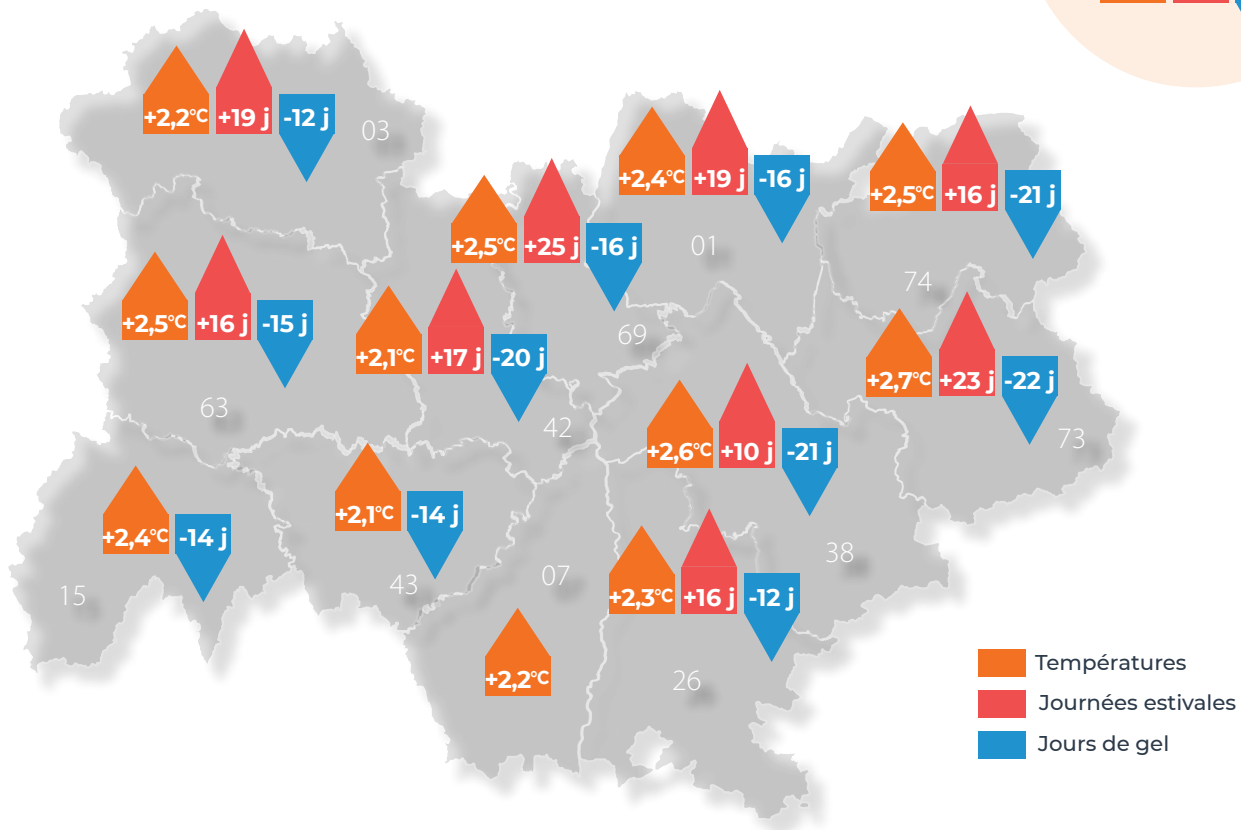 +2,2°C +19 j -12 j
03
+2,4°C +19 j -16 j
01
+2,5°C +16 j -21 j
74
+2,5°C +25 j -16 j
69
+2,5°C +16 j -15 j
63
+2,1°C +17 j -20 j
42
+2,7°C +23 j -22 j
73
+2,6°C +10 j -21 j
38
+2,4°C -14 j
15
+2,1°C -14 j
43
07
+2,2°C
+2,3°C +16 j -12 j
26
Températures
Journées estivales
Jours de gel